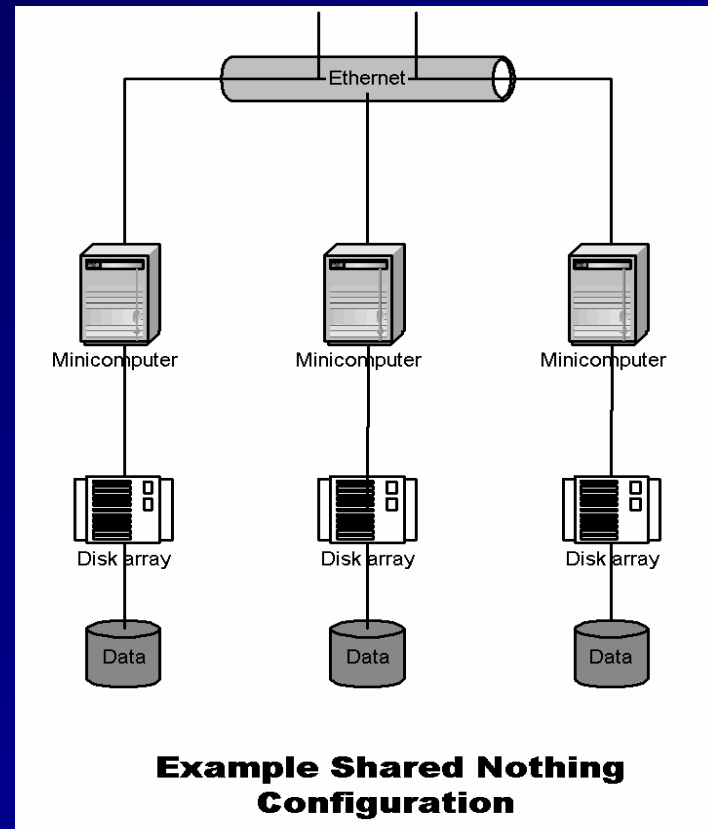 Ethernet
Minicomputer
Minicomputer
Minicomputer
Disk array
Disk array
Disk array
Data
Data
Data
Example Shared Nothing
Configuration